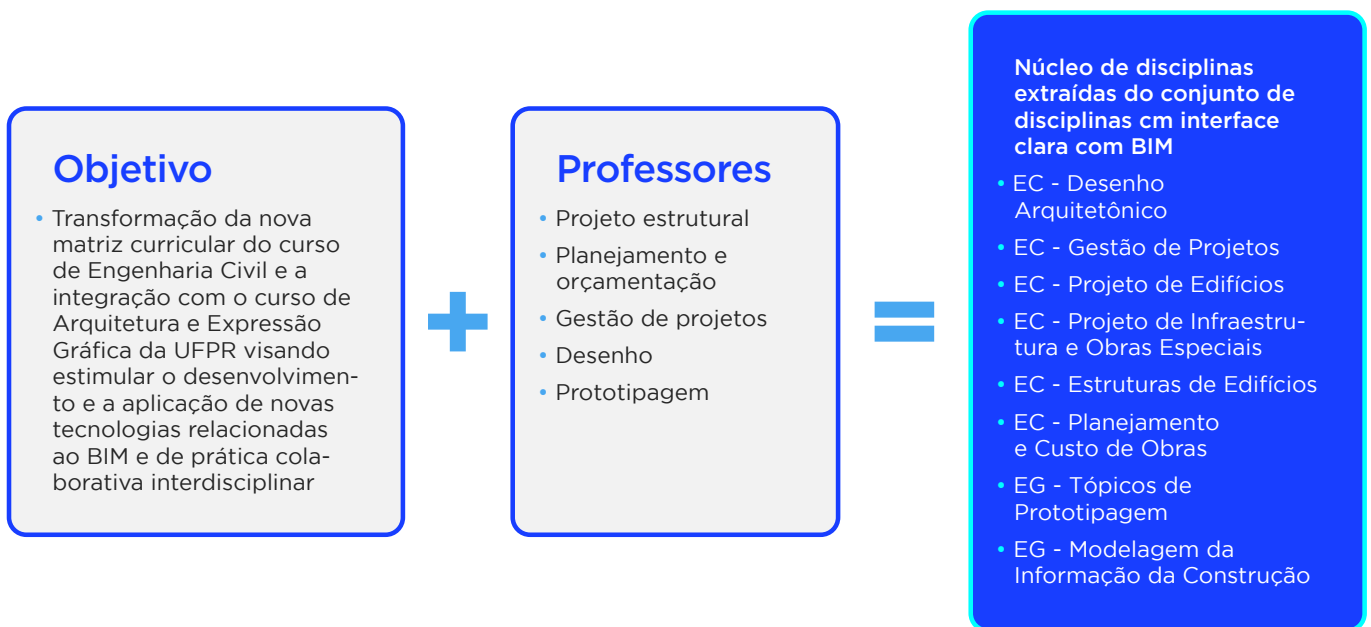 Objetivo
• Transformação da nova
matriz curricular do curso
de Engenharia Civil e a
integração com o curso de
Arquitetura e Expressão
Gráfica da UFPR visando
estimular o desenvolvimen-
to e a aplicação de novas
tecnologias relacionadas
ao BIM e de prática cola-
borativa interdisciplinar
+
Professores
• Projeto estrutural
• Planejamento e
orçamentação
• Gestão de projetos
• Desenho
• Prototipagem
=
Núcleo de disciplinas
extraídas do conjunto de
disciplinas cm interface
clara com BIM
• EC - Desenho
Arquitetônico
• EC - Gestão de Projetos
• EC - Projeto de Edifícios
• EC - Projeto de Infraestru-
tura e Obras Especiais
• EC - Estruturas de Edifícios
• EC - Planejamento
e Custo de Obras
• EG - Tópicos de
Prototipagem
• EG - Modelagem da
Informação da Construção